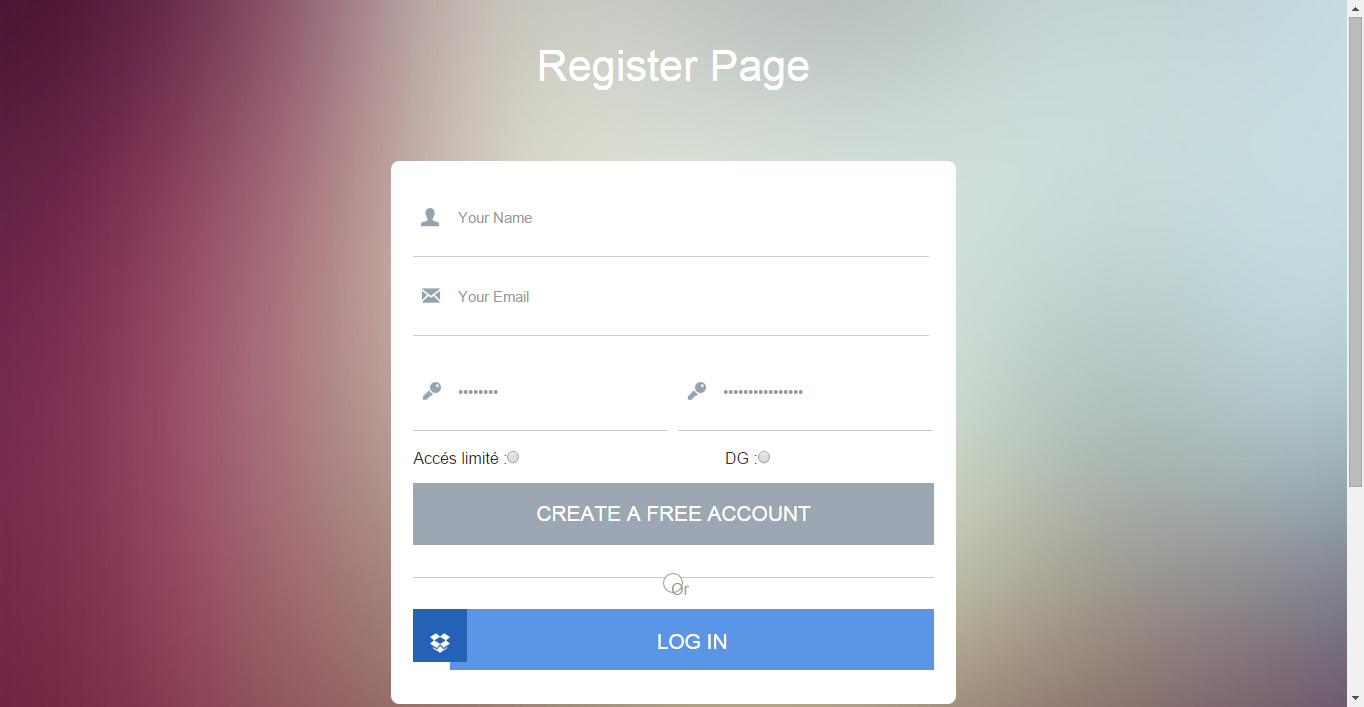 Register Page
Your Name
Your Email
•••••••• ••••••••••••••••
Accés limité : DG :
CREATE A FREE ACCOUNT
Or
LOG IN